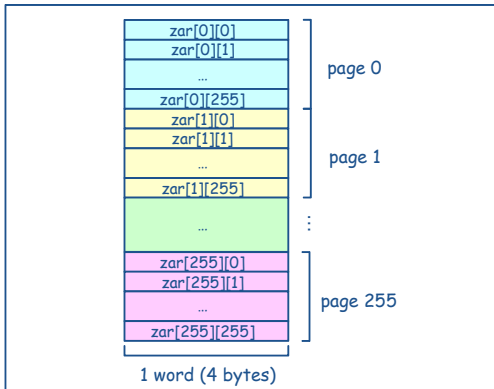 zar[0][0]
zar[0][1]
...
zar[0][255]
page 0
zar[1][0]
zar[1][1]
...
zar[1][255]
page 1
...
⋮
zar[255][0]
zar[255][1]
...
zar[255][255]
page 255
1 word (4 bytes)